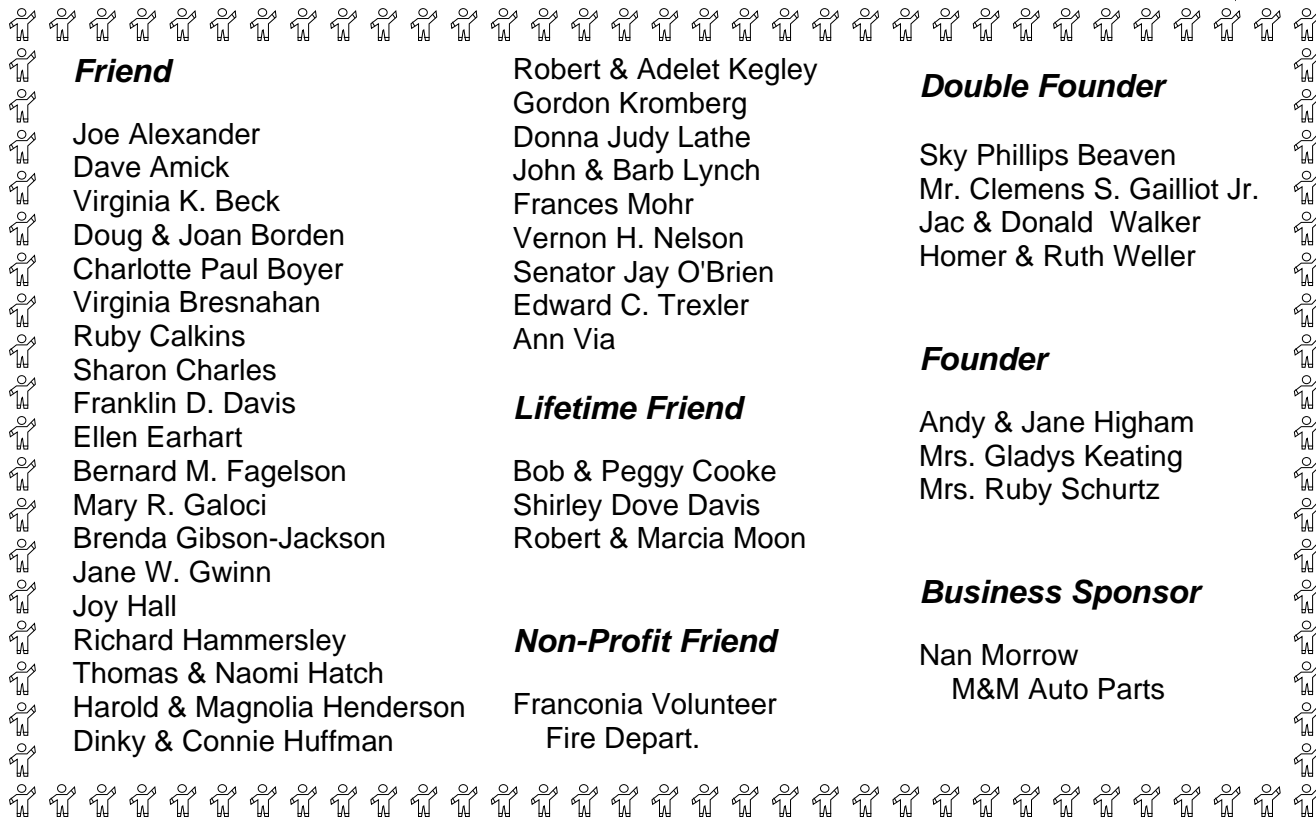 Friend
Joe Alexander
Dave Amick
Virginia K. Beck
Doug & Joan Borden
Charlotte Paul Boyer
Virginia Bresnahan
Ruby Calkins
Sharon Charles
Franklin D. Davis
Ellen Earhart
Bernard M. Fagelson
Mary R. Galoci
Brenda Gibson-Jackson
Jane W. Gwinn
Joy Hall
Richard Hammersley
Thomas & Naomi Hatch
Harold & Magnolia Henderson
Dinky & Connie Huffman
Robert & Adelet Kegley
Gordon Kromberg
Donna Judy Lathe
John & Barb Lynch
Frances Mohr
Vernon H. Nelson
Senator Jay O'Brien
Edward C. Trexler
Ann Via
Lifetime Friend
Bob & Peggy Cooke
Shirley Dove Davis
Robert & Marcia Moon
Non-Profit Friend
Franconia Volunteer
Fire Depart.
Double Founder
Sky Phillips Beaven
Mr. Clemens S. Gailliot Jr.
Jac & Donald  Walker
Homer & Ruth Weller
Founder
Andy & Jane Higham
Mrs. Gladys Keating
Mrs. Ruby Schurtz
Business Sponsor
Nan Morrow
M&M Auto Parts